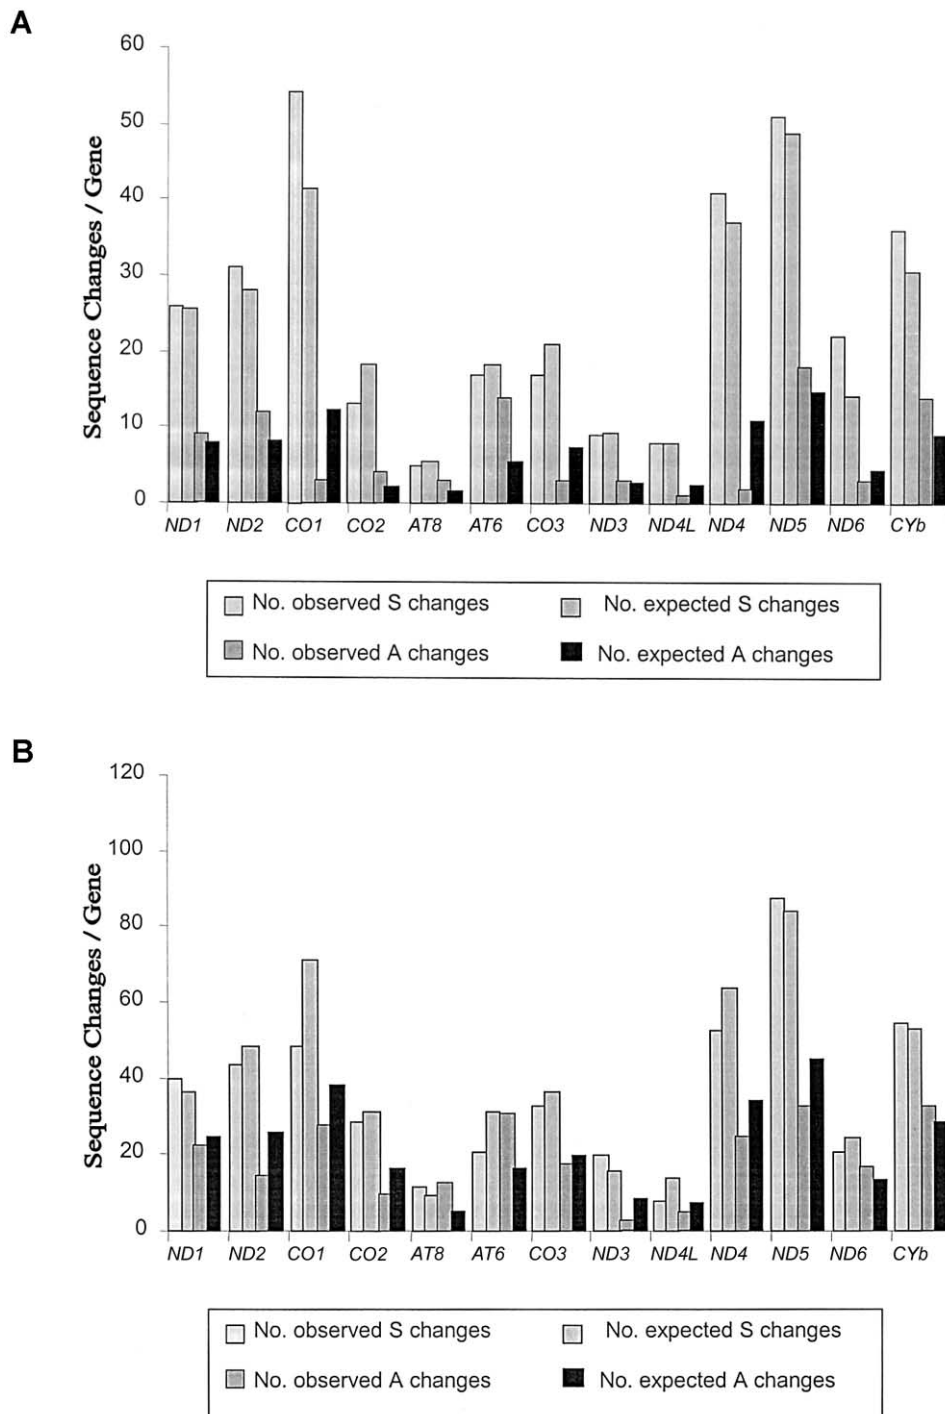 A
60
50
40
30
20
10
0
Sequence Changes / Gene
ND1 ND2 CO1 CO2 AT8 AT6 CO3 ND3 ND4L ND4 ND5 ND6 CYb
No. observed S changes No. expected S changes
No. observed A changes No. expected A changes
B
120
100
80
60
40
20
0
Sequence Changes / Gene
ND1 ND2 CO1 CO2 AT8 AT6 CO3 ND3 ND4L ND4 ND5 ND6 CYb
No. observed S changes No. expected S changes
No. observed A changes No. expected A changes